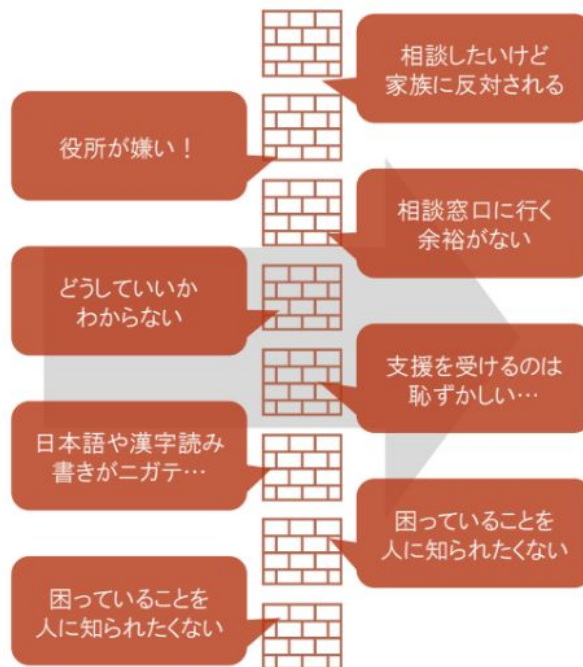 相談したいけど
家族に反対される
役所が嫌い！
相談窓口に行く
余裕がない
どうしていいか
わからない
支援を受けるのは
恥ずかしい…
日本語や漢字読み
書きがニガテ…
困っていることを
人に知られたくない
困っていることを
人に知られたくない